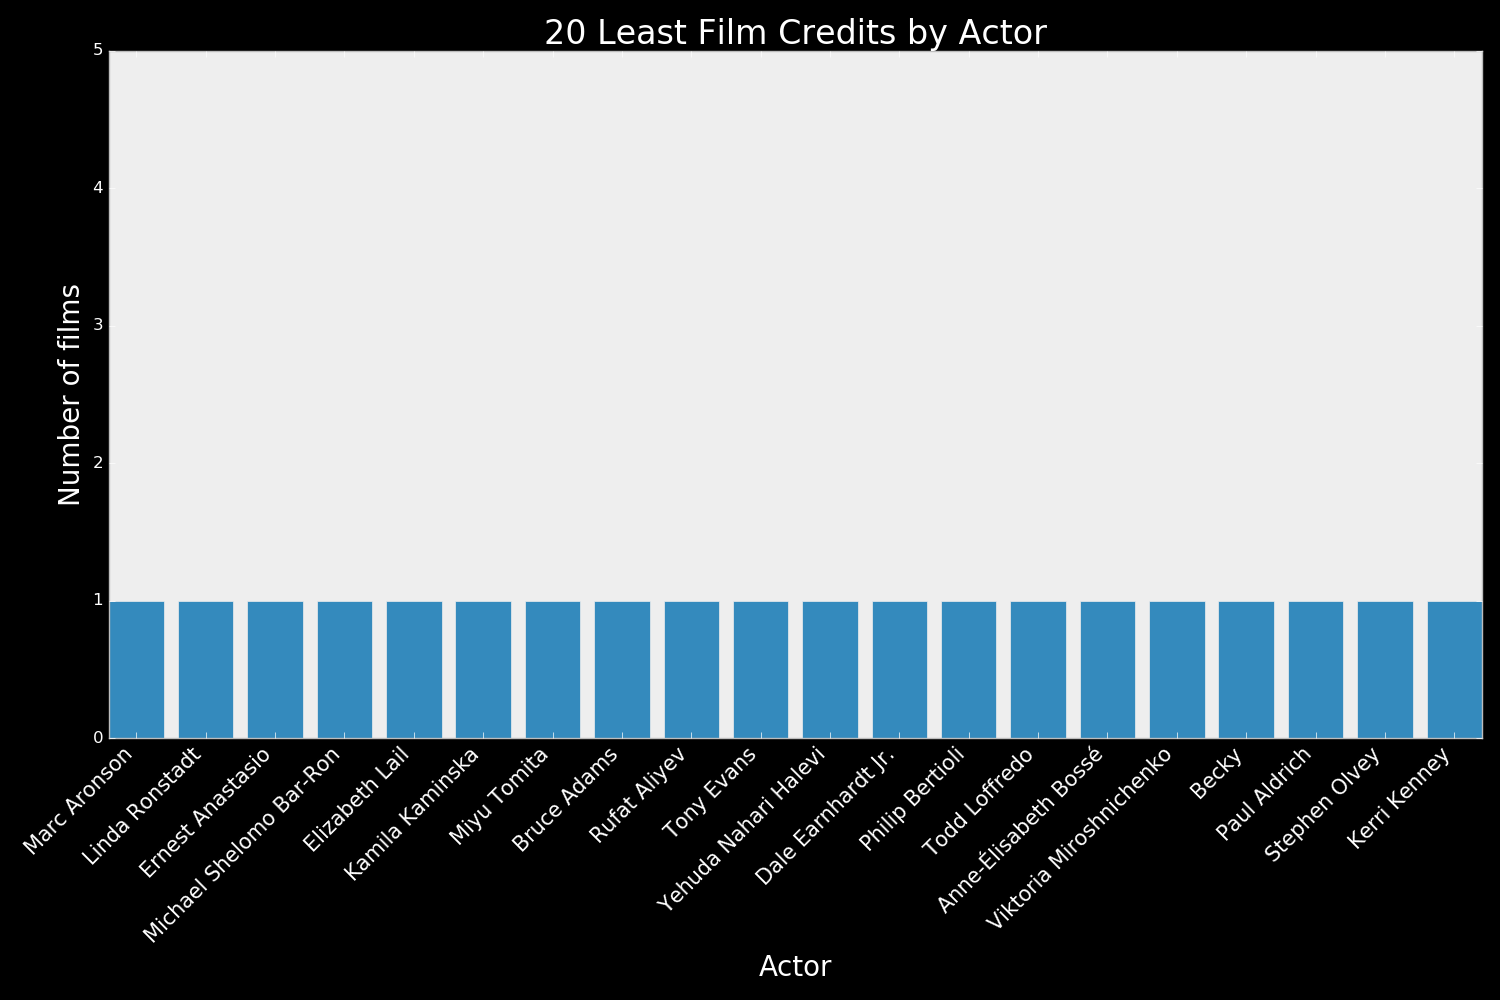 20 Least Film Credits by Actor
5
4
3
2
1
0
Number of films
Marc Aronson
Linda Ronstadt
Ernest Anastasio
Michael Shelomo Bar-Ron
Elizabeth Lail
Kamila Kaminska
Miyu Tomita
Bruce Adams
Rufat Aliyev
Tony Evans
Yehuda Nahari Halevi
Dale Earnhardt Jr.
Philip Bertioli
Todd Loffredo
Anne-Élisabeth Bossé
Viktoria Miroshnichenko
Becky
Paul Aldrich
Stephen Olvey
Kerri Kenney
Actor